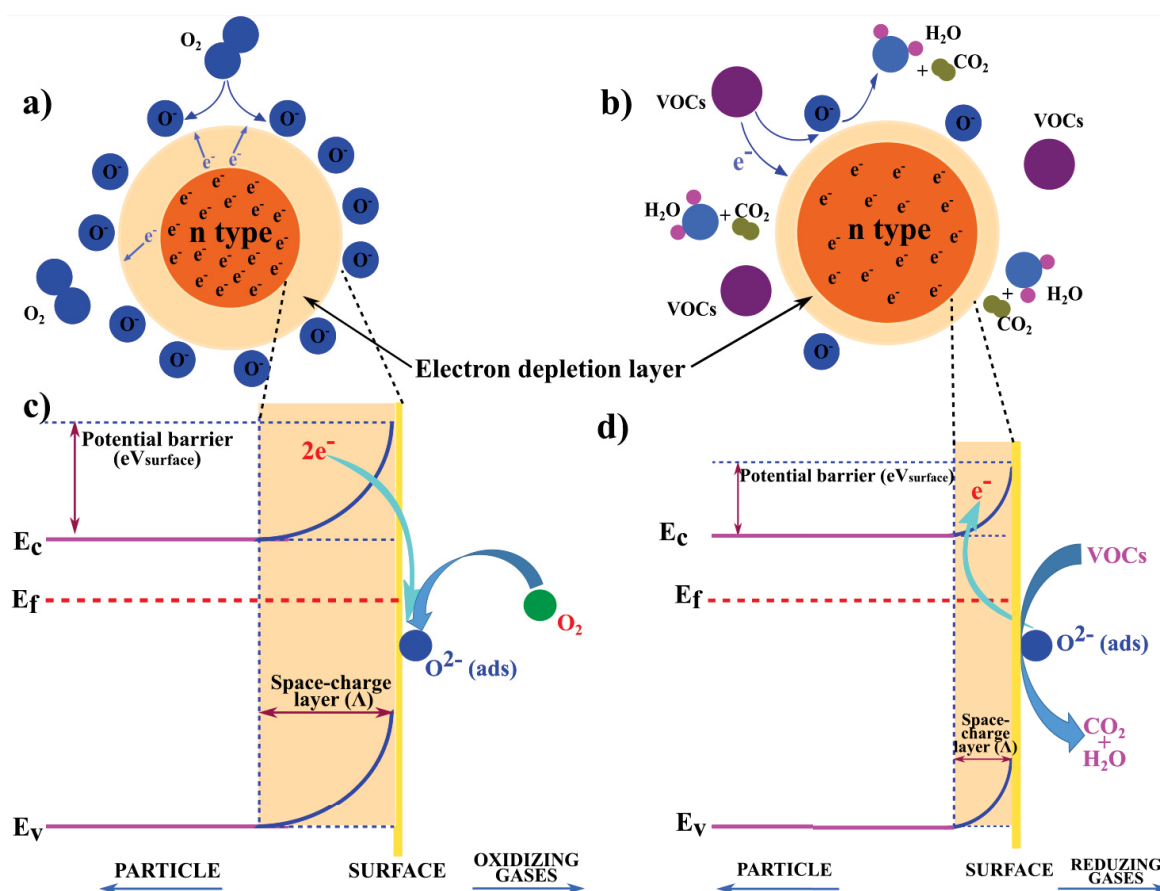 a)
O2
O-
O-
O-
O-
O-
O-
O-
O-
O-
O-
O-
O-
e-
e-
e-
O2
e-
e-
e-
e-
e-
e-
e-
e-
n type
e-
e-
e-
e-
e-
e-
e-
e-
e-
e-
b)
VOCs
H2O
+
CO2
O-
O-
VOCs
e-
H2O
+
CO2
e-
e-
e-
e-
e-
e-
n type
e-
e-
e-
e-
e-
e-
e-
e-
VOCs
+
CO2
H2O
O-
Electron depletion layer
c)
Potential barrier
(eVsurface)
2e-
Ec
Ef
O2
O2- (ads)
Space-charge
layer (Λ)
Ev
PARTICLE
SURFACE
OXIDIZING
GASES
d)
Potential barrier (eVsurface)
e-
Ec
VOCs
Ef
O2- (ads)
Space-
charge
layer (Λ)
CO2
+
H2O
Ev
PARTICLE
SURFACE
REDUZING
GASES